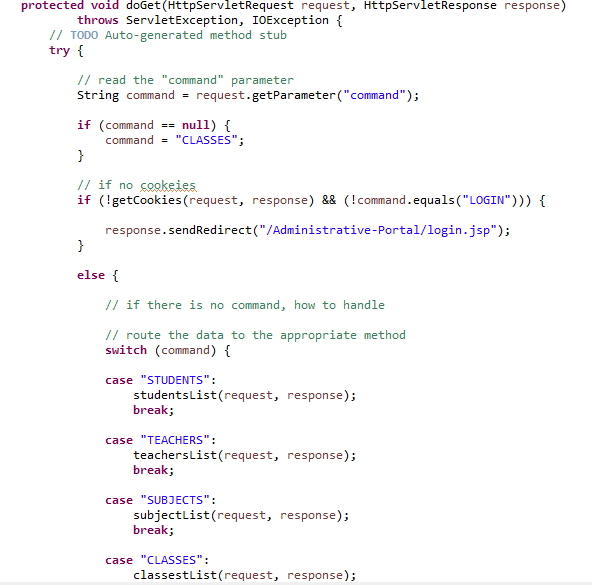 protected void doGet(HttpServletRequest request, HttpServletResponse response)
throws ServletException, IOException {
// TODO Auto-generated method stub
try {
// read the "command" parameter
String command = request.getParameter("command");
if (command == null) {
command = "CLASSES";
}
// if no cookeies
if (!getCookies(request, response) && (!command.equals("LOGIN"))) {
response.sendRedirect("/Administrative-Portal/login.jsp");
}
else {
// if there is no command, how to handle
// route the data to the appropriate method
switch (command) {
case "STUDENTS":
studentsList(request, response);
break;
case "TEACHERS":
teachersList(request, response);
break;
case "SUBJECTS":
subjectList(request, response);
break;
case "CLASSES":
classestList(request, response);